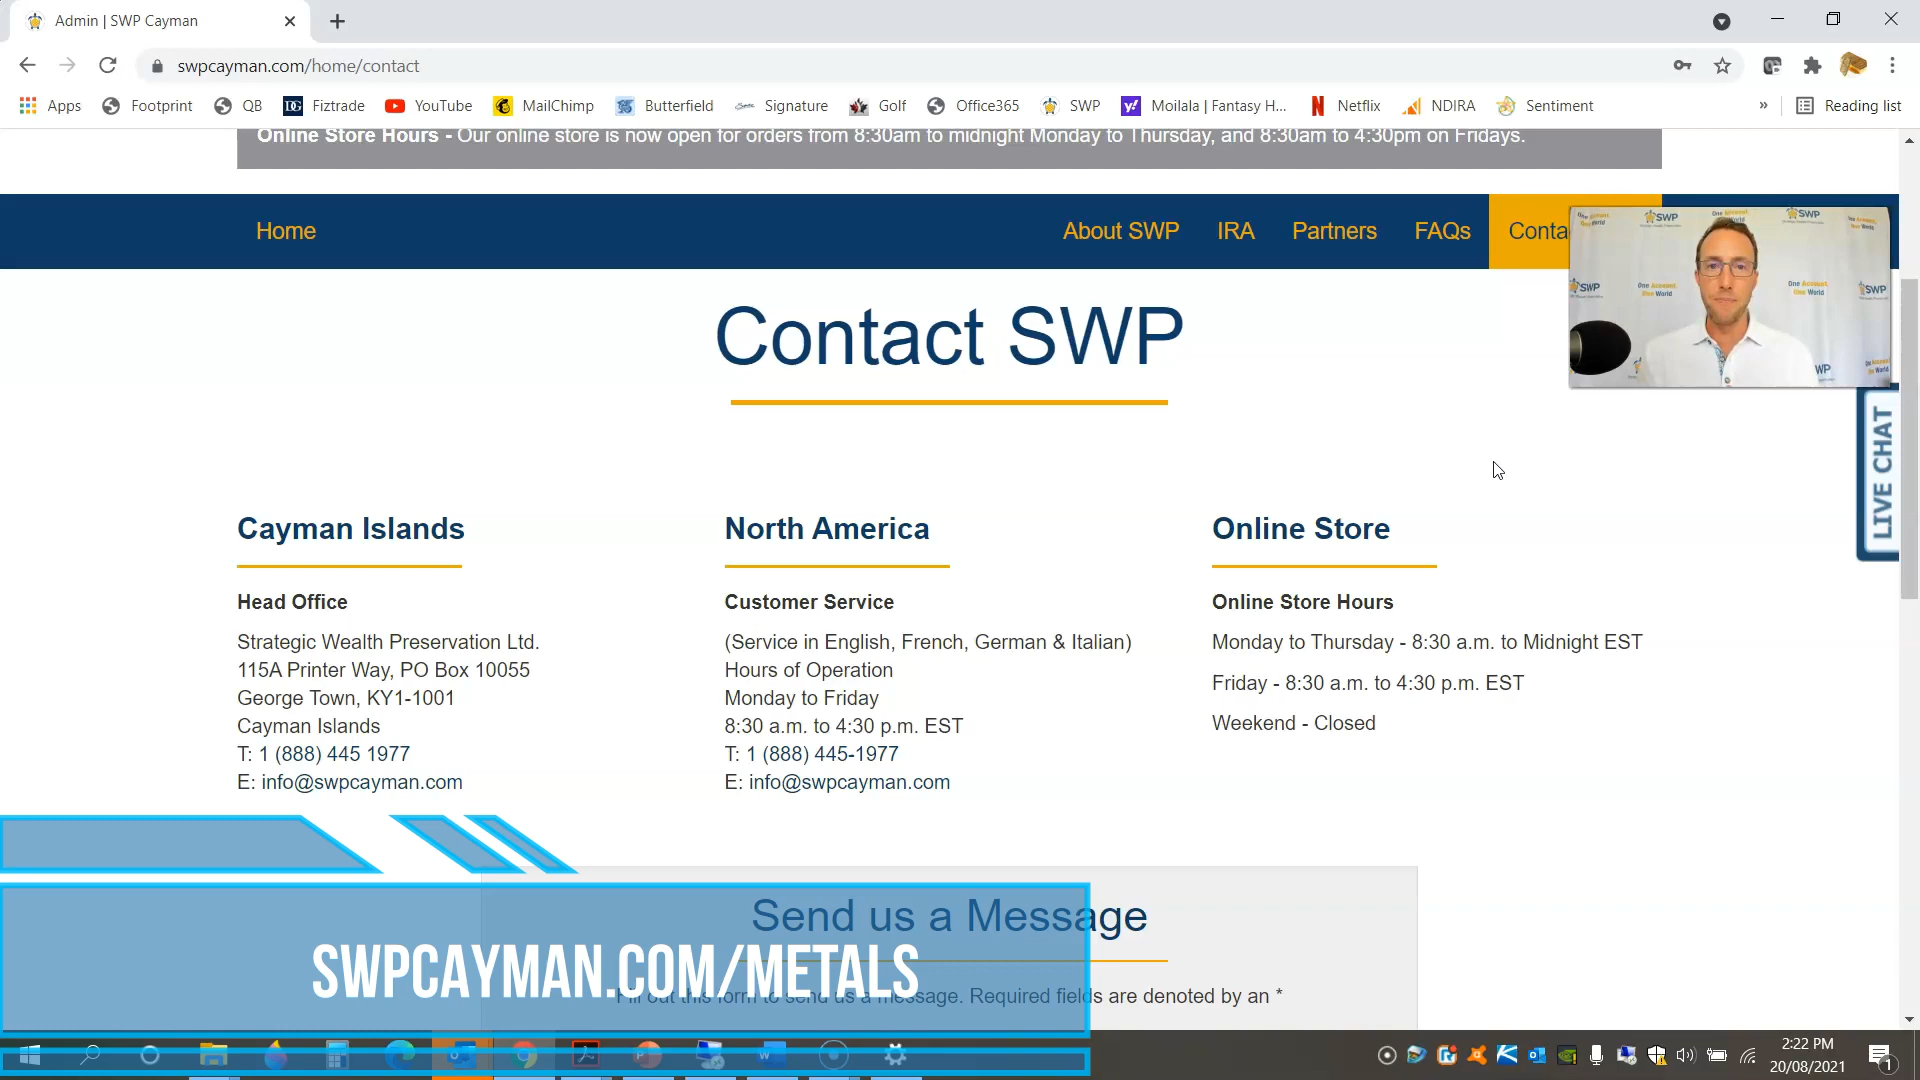 Admin | SWP Cayman
swpcayman.com/home/contact
Apps Footprint QB Fiztrade YouTube MailChimp Butterfield Signature Golf Office365 SWP Moilala | Fantasy H... Netflix NDIRA Sentiment » Reading list
Online Store Hours - Our online store is now open for orders from 8:30am to midnight Monday to Thursday, and 8:30am to 4:30pm on Fridays.
Home About SWP IRA Partners FAQs Conta
Contact SWP
LIVE CHAT
Cayman Islands
Head Office
Strategic Wealth Preservation Ltd.
115A Printer Way, PO Box 10055
George Town, KY1-1001
Cayman Islands
T: 1 (888) 445 1977
E: info@swpcayman.com
North America
Customer Service
(Service in English, French, German & Italian)
Hours of Operation
Monday to Friday
8:30 a.m. to 4:30 p.m. EST
T: 1 (888) 445-1977
E: info@swpcayman.com
Online Store
Online Store Hours
Monday to Thursday - 8:30 a.m. to Midnight EST
Friday - 8:30 a.m. to 4:30 p.m. EST
Weekend - Closed
Send us a Message
SWPCAYMAN.COM/METALS
Fill out this form to send us a message. Required fields are denoted by an *
2:22 PM
20/08/2021